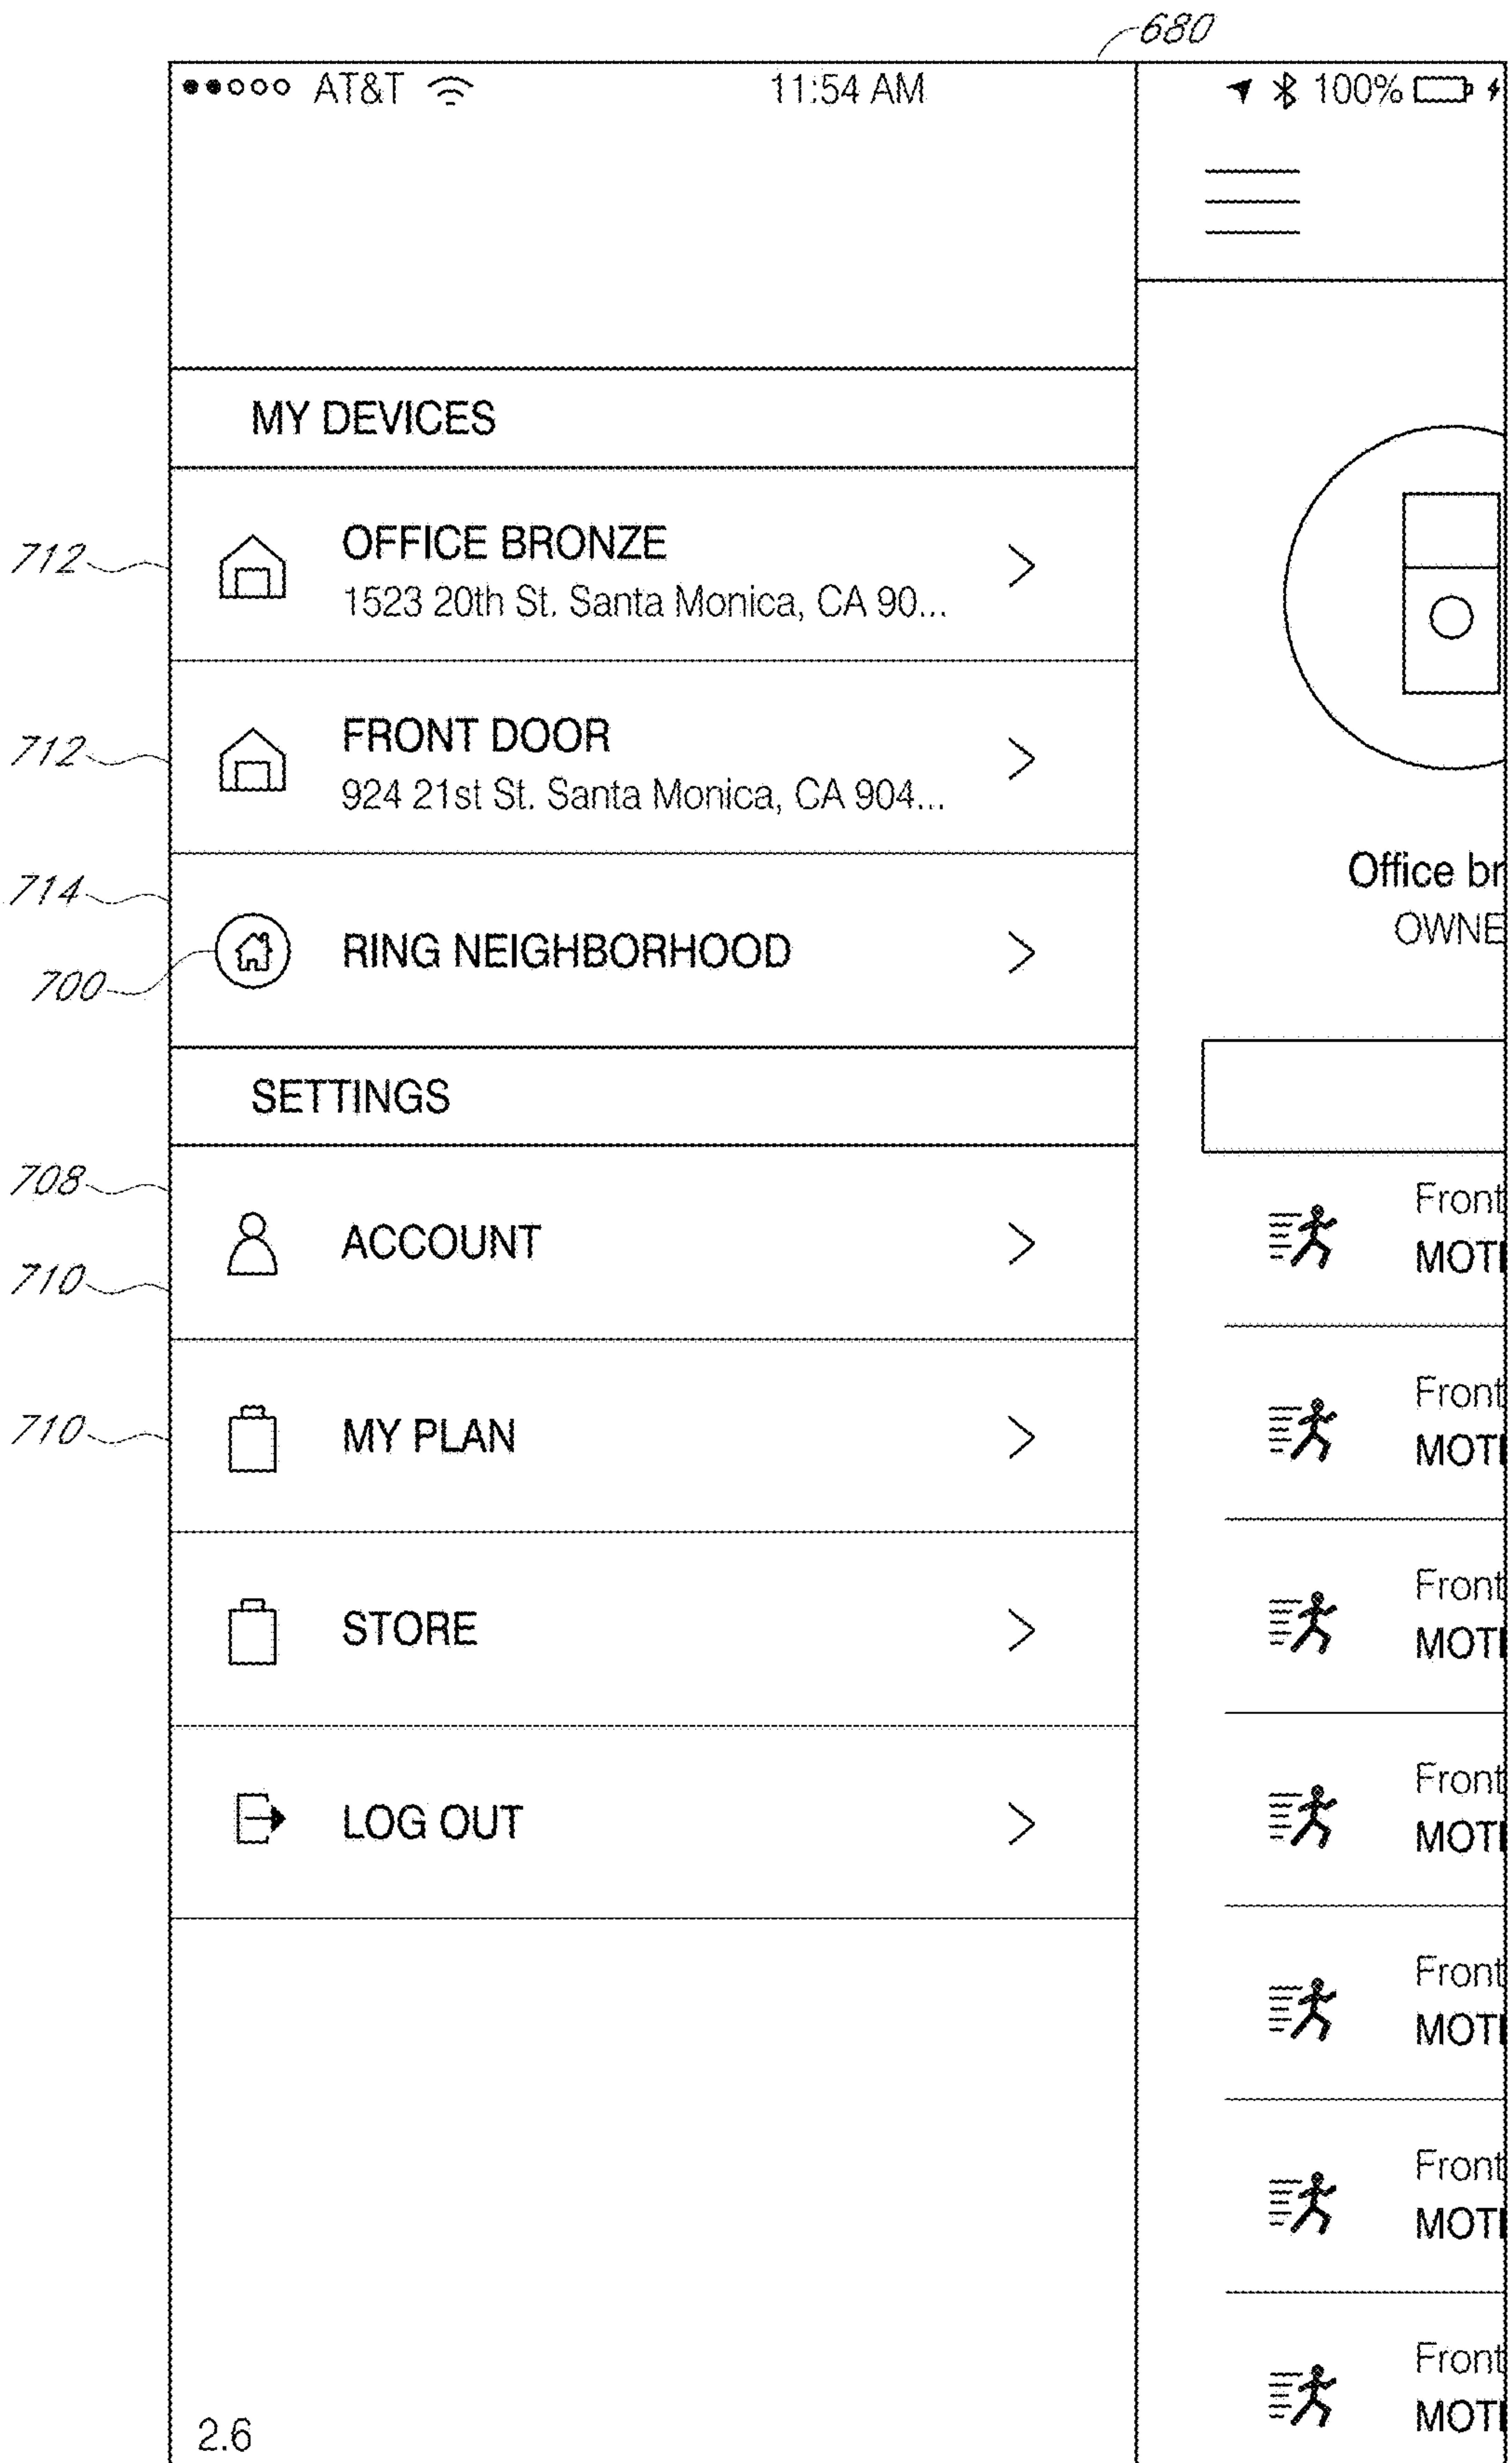 680
●●○○○ AT&T 11:54 AM 100%
MY DEVICES
712
OFFICE BRONZE
1523 20th St. Santa Monica, CA 90...
712
FRONT DOOR
924 21st St. Santa Monica, CA 904...
714
700
RING NEIGHBORHOOD
SETTINGS
708
ACCOUNT
710
710
MY PLAN
STORE
LOG OUT
2.6
Office br
OWNE
Front
MOTI
Front
MOTI
Front
MOTI
Front
MOTI
Front
MOTI
Front
MOTI
Front
MOTI